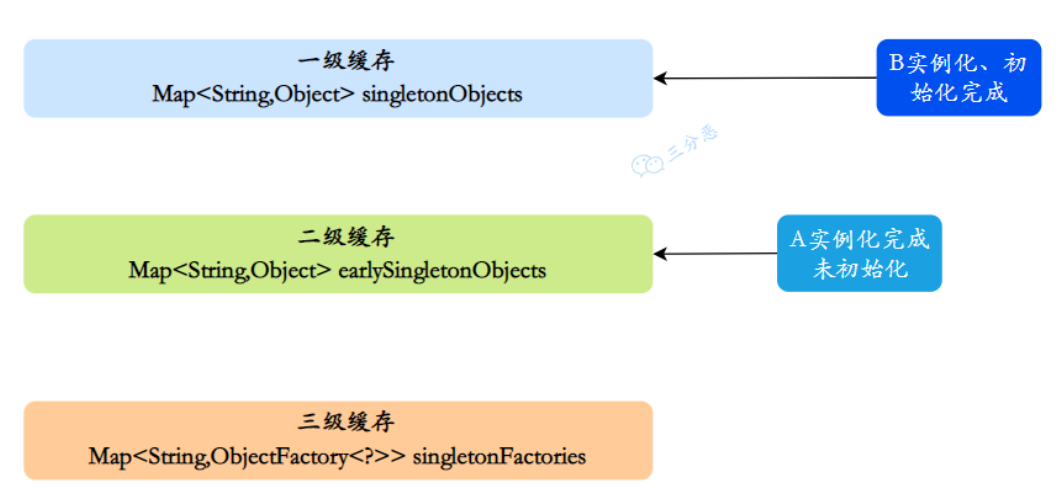 一级缓存
Map<String,Object> singletonObjects
B实例化、初
始化完成
三分恶
二级缓存
Map<String,Object> earlySingletonObjects
A实例化完成
未初始化
三级缓存
Map<String,ObjectFactory<?>> singletonFactories